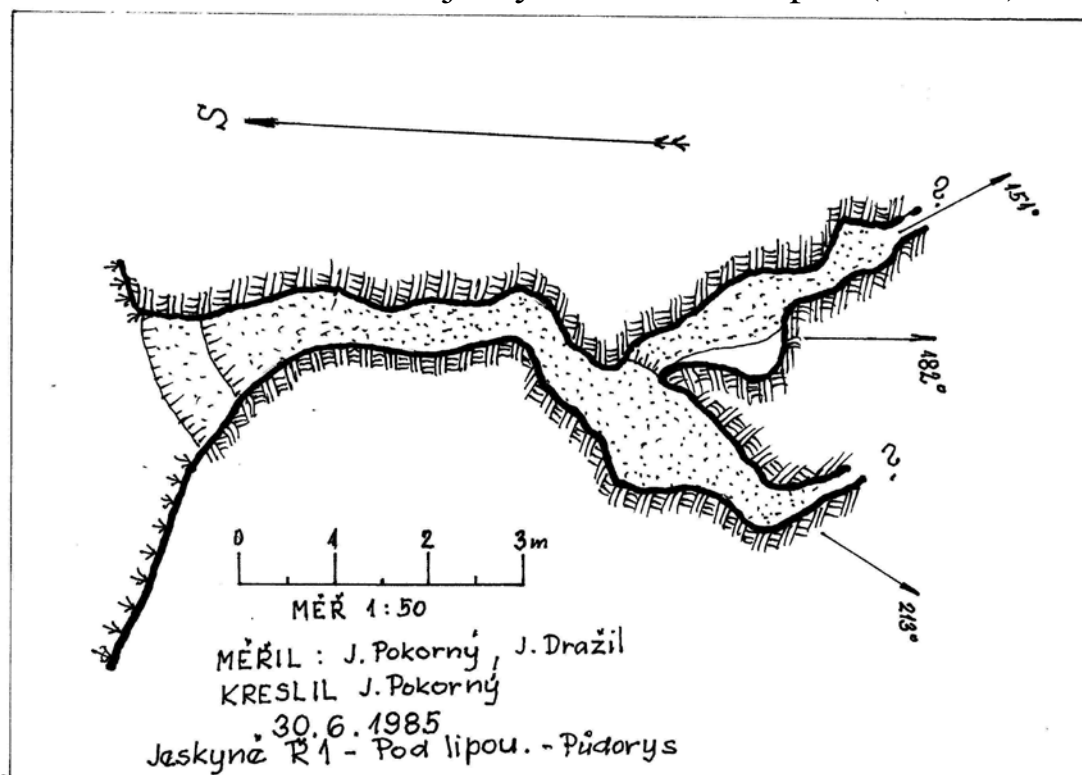 S
?
151°
182°
?
213°
0 1 2 3m
MĚŘ 1:50
MĚŘIL : J. Pokorný , J. Dražil
KRESLIL J. Pokorný
30.6.1985
Jeskyně Ř1 - Pod lipou. - Půdorys